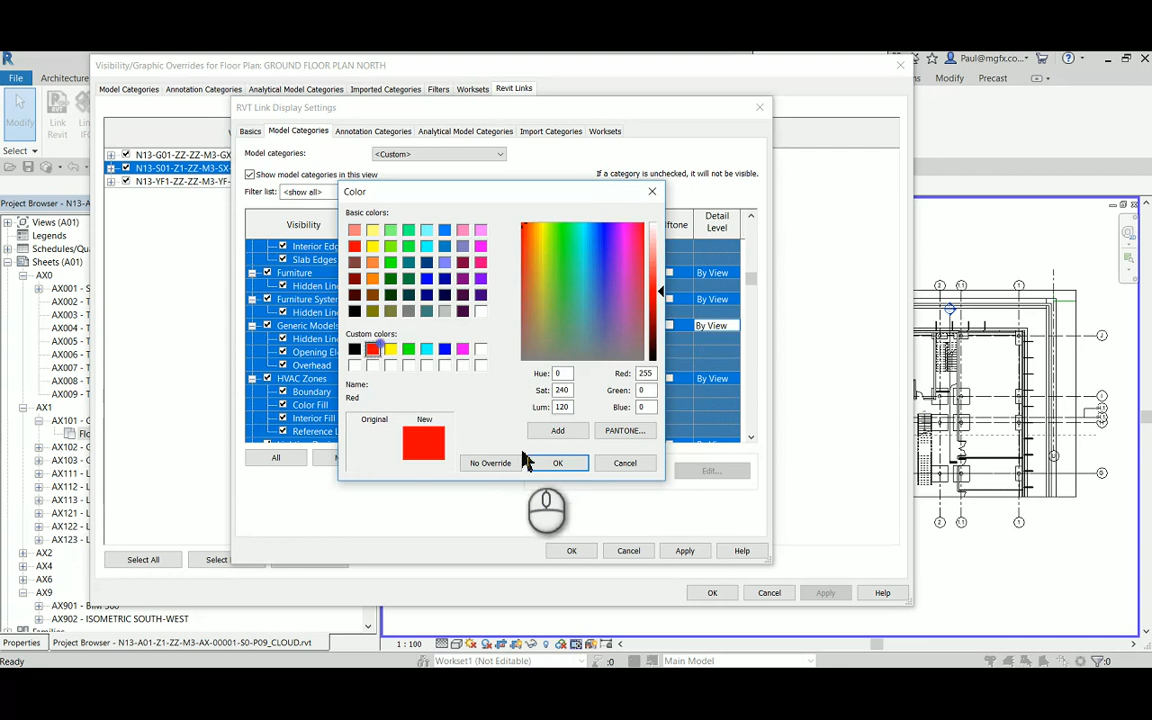 Paul@mgfx.co...
Visibility/Graphic Overrides for Floor Plan: GROUND FLOOR PLAN NORTH
File
Architecture
Modify
Precast
Model Categories
Annotation Categories
Analytical Model Categories
Imported Categories
Filters
Worksets
Revit Links
RVT Link Display Settings
Modify
Link
Revit
Basics
Model Categories
Annotation Categories
Analytical Model Categories
Import Categories
Worksets
Select
N13-G01-ZZ-ZZ-M3-GX
N13-S01-Z1-ZZ-M3-SX-
N13-YF1-ZZ-ZZ-M3-YF-
Model categories:
<Custom>
Show model categories in this view
If a category is unchecked, it will not be visible.
Filter list:
<show all>
Color
Basic colors:
Project Browser - N13-A
Views (A01)
Legends
Sheets (A01)
AX0
AX001 - T
AX002 - T
AX003 - T
AX004 - T
AX005 - T
AX006 - T
AX007 - T
AX008 - T
AX009 - T
AX1
AX101 - G
AX102 - G
AX103 - G
AX111 - L
AX112 - L
AX113 - L
AX121 - L
AX122 - L
AX123 - L
AX2
AX4
AX6
AX9
AX902 - ISOMETRIC SOUTH-WEST
Visibility
Interior Edg
Slab Edges
Furniture
Hidden Line
Furniture System
Hidden Line
Generic Models
Hidden Line
Opening Ele
Overhead
HVAC Zones
Boundary
Color Fill
Interior Fill
Reference L
ftone
Detail
Level
By View
By View
By View
By View
Custom colors:
Name:
Red
Original
New
Hue: 0
Sat: 240
Lum: 120
Red: 255
Green: 0
Blue: 0
Add
PANTONE...
No Override
OK
Cancel
All
Edit...
OK
Cancel
Apply
Help
Select All
OK
Cancel
Apply
Help
Properties
Project Browser - N13-A01-Z1-ZZ-M3-AX-00001-S0-P09_CLOUD.rvt
1 : 100
Ready
Workset1 (Not Editable)
:0
Main Model
:0